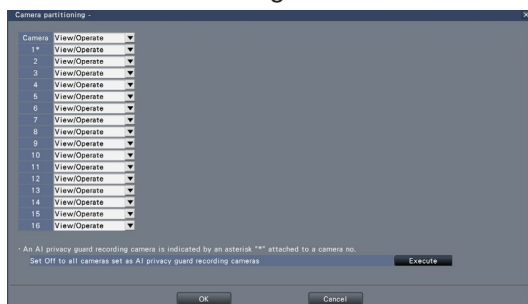 Camera partitioning -
Camera View/Operate
1* View/Operate
2 View/Operate
3 View/Operate
4 View/Operate
5 View/Operate
6 View/Operate
7 View/Operate
8 View/Operate
9 View/Operate
10 View/Operate
11 View/Operate
12 View/Operate
13 View/Operate
14 View/Operate
15 View/Operate
16 View/Operate
・An AI privacy guard recording camera is indicated by an asterisk "*" attached to a camera no.
Set Off to all cameras set as AI privacy guard recording cameras Execute
OK Cancel